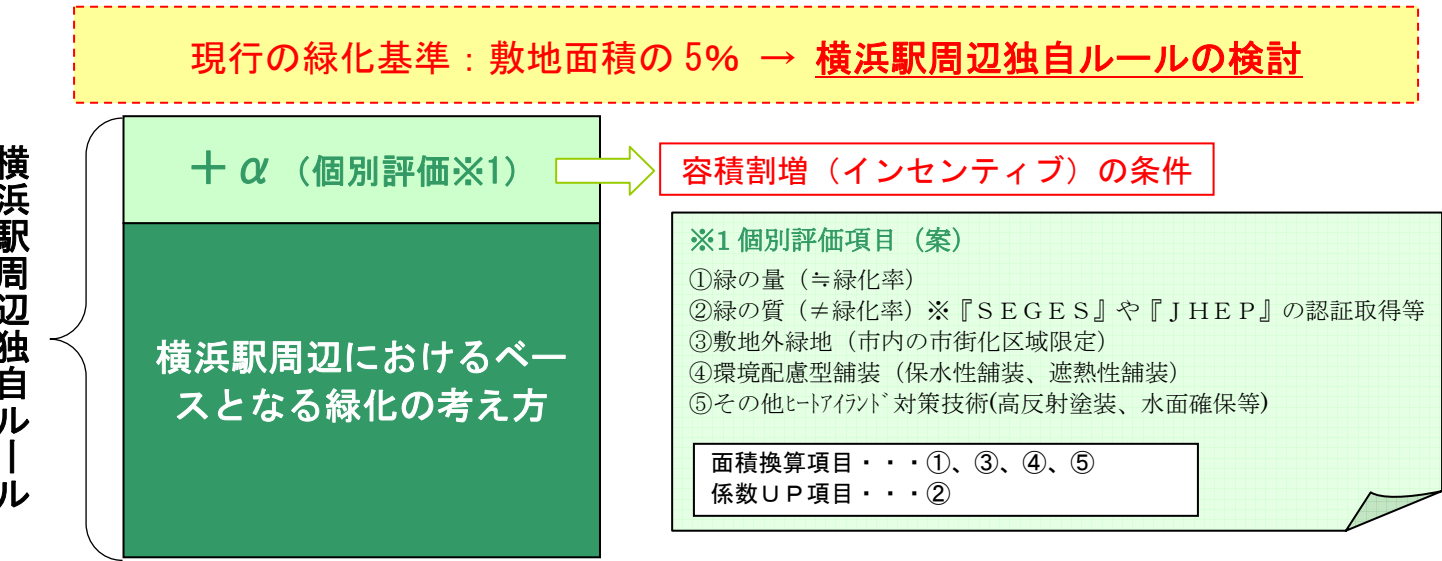 現行の緑化基準：敷地面積の 5% → 横浜駅周辺独自ルールの検討
横浜駅周辺独自ルール
＋α（個別評価※1）
容積割増（インセンティブ）の条件
横浜駅周辺におけるベー
スとなる緑化の考え方
※1 個別評価項目（案）
①緑の量（≒緑化率）
②緑の質（≠緑化率）※『ＳＥＧＥＳ』や『ＪＨＥＰ』の認証取得等
③敷地外緑地（市内の市街化区域限定）
④環境配慮型舗装（保水性舗装、遮熱性舗装）
⑤その他ﾋｰﾄｱｲﾗﾝﾄﾞ対策技術(高反射塗装、水面確保等)
面積換算項目・・・①、③、④、⑤
係数ＵＰ項目・・・②